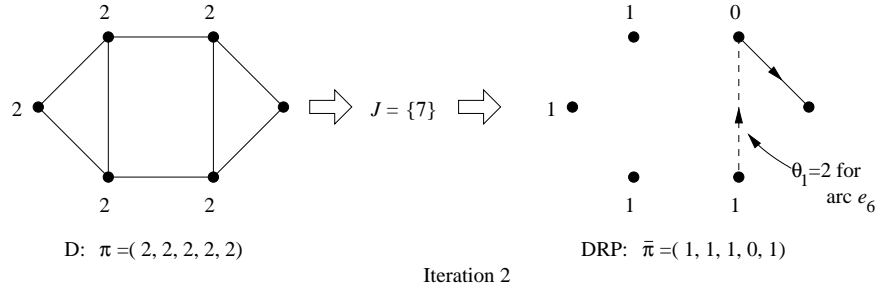 2 2 1 0
2 J = {7} 1
θ1=2 for
arc e6
2 2 1 1
D: π =( 2, 2, 2, 2, 2) DRP: π̄ =( 1, 1, 1, 0, 1)
Iteration 2